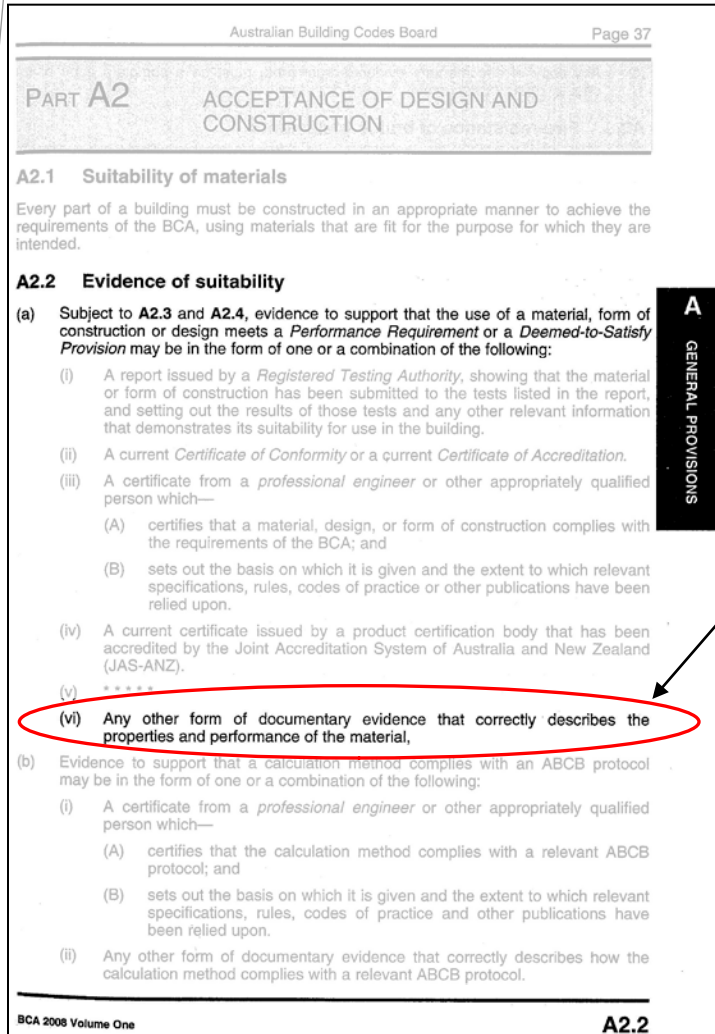 Australian Building Codes Board Page 37
PART A2 ACCEPTANCE OF DESIGN AND
CONSTRUCTION
A2.1 Suitability of materials
Every part of a building must be constructed in an appropriate manner to achieve the
requirements of the BCA, using materials that are fit for the purpose for which they are
intended.
A2.2 Evidence of suitability
(a) Subject to A2.3 and A2.4, evidence to support that the use of a material, form of
construction or design meets a Performance Requirement or a Deemed-to-Satisfy
Provision may be in the form of one or a combination of the following:
(i) A report issued by a Registered Testing Authority, showing that the material
or form of construction has been submitted to the tests listed in the report,
and setting out the results of those tests and any other relevant information
that demonstrates its suitability for use in the building.
(ii) A current Certificate of Conformity or a current Certificate of Accreditation.
(iii) A certificate from a professional engineer or other appropriately qualified
person which—
(A) certifies that a material, design, or form of construction complies with
the requirements of the BCA; and
(B) sets out the basis on which it is given and the extent to which relevant
specifications, rules, codes of practice or other publications have been
relied upon.
(iv) A current certificate issued by a product certification body that has been
accredited by the Joint Accreditation System of Australia and New Zealand
(JAS-ANZ).
(v) * * * * *
(vi) Any other form of documentary evidence that correctly describes the
properties and performance of the material,
(b) Evidence to support that a calculation method complies with an ABCB protocol
may be in the form of one or a combination of the following:
(i) A certificate from a professional engineer or other appropriately qualified
person which—
(A) certifies that the calculation method complies with a relevant ABCB
protocol; and
(B) sets out the basis on which it is given and the extent to which relevant
specifications, rules, codes of practice and other publications have
been relied upon.
(ii) Any other form of documentary evidence that correctly describes how the
calculation method complies with a relevant ABCB protocol.
BCA 2008 Volume One A2.2
A
GENERAL PROVISIONS